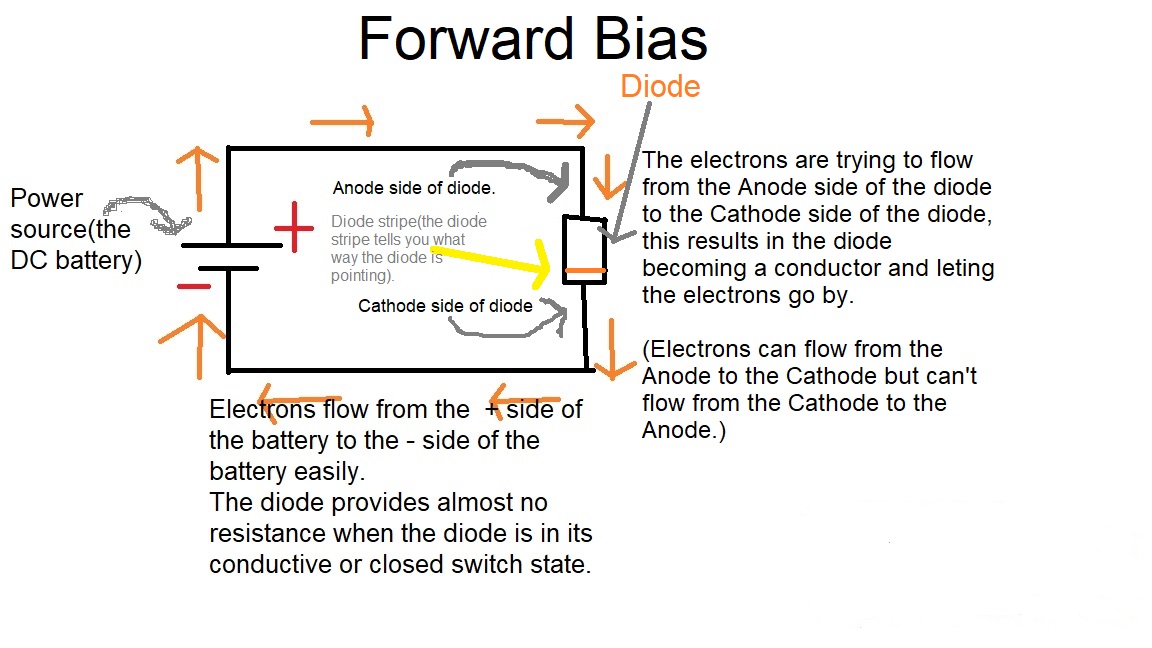 Forward Bias
Diode
Power
source(the
DC battery)
+
-
Anode side of diode.
Diode stripe(the diode
stripe tells you what
way the diode is
pointing).
Cathode side of diode
The electrons are trying to flow
from the Anode side of the diode
to the Cathode side of the diode,
this results in the diode
becoming a conductor and leting
the electrons go by.
(Electrons can flow from the
Anode to the Cathode but can't
flow from the Cathode to the
Anode.)
Electrons flow from the + side of
the battery to the - side of the
battery easily.
The diode provides almost no
resistance when the diode is in its
conductive or closed switch state.